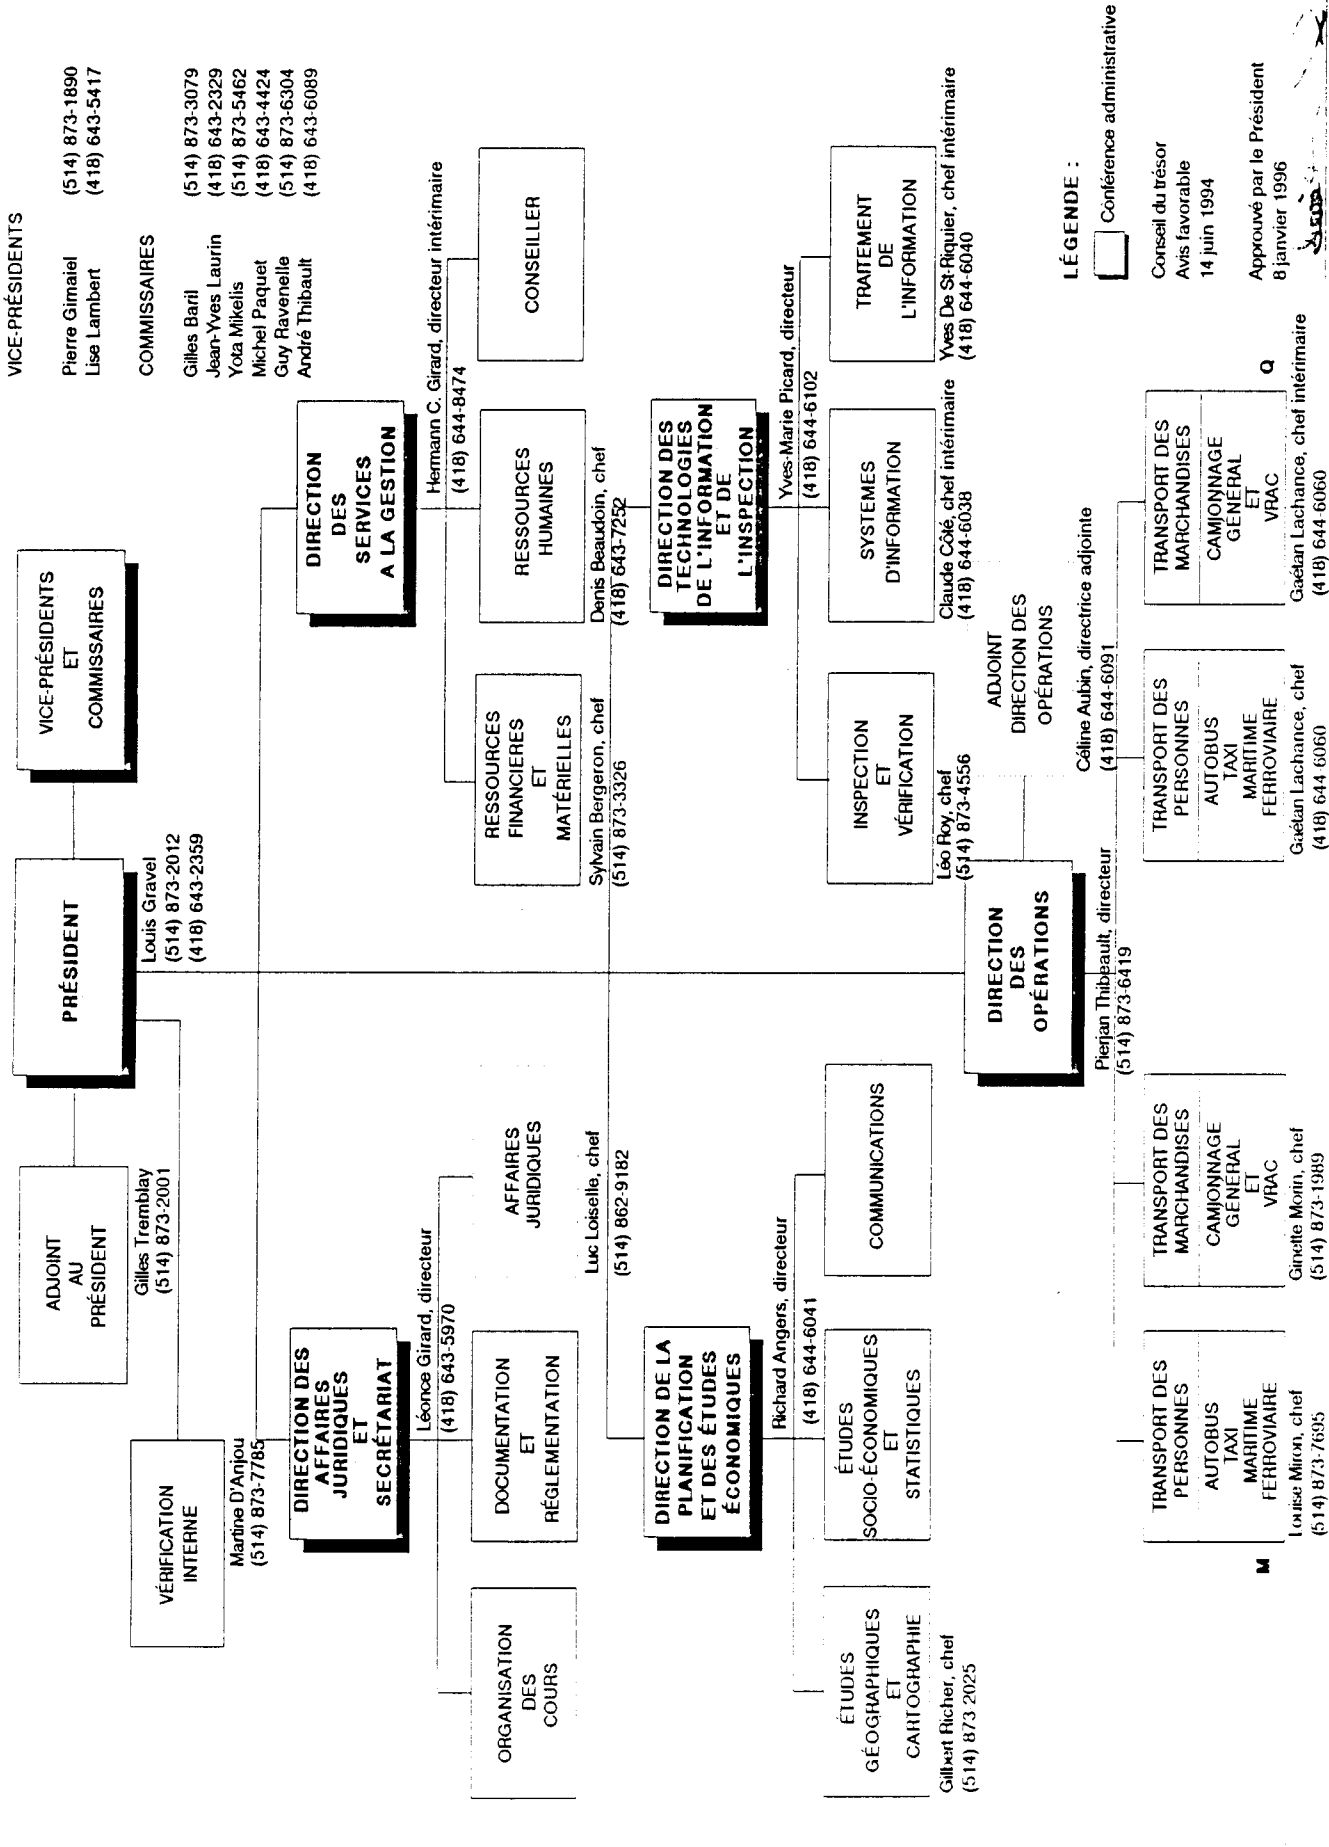 VICE-PRÉSIDENTS
Pierre Gimaiel (514) 873-1890
Lise Lambert (418) 643-5417
COMMISSAIRES
Gilles Baril (514) 873-3079
Jean-Yves Laurin (418) 643-2329
Yota Mikelis (514) 873-5462
Michel Paquet (418) 643-4424
Guy Ravenelle (514) 873-6304
André Thibault (418) 643-6089
ADJOINT
AU
PRÉSIDENT
Gilles Tremblay
(514) 873-2001
PRÉSIDENT
Louis Gravel
(514) 873-2012
(418) 643-2359
VICE-PRÉSIDENTS
ET
COMMISSAIRES
VÉRIFICATION
INTERNE
Martine D'Anjou
(514) 873-7785
DIRECTION DES
AFFAIRES
JURIDIQUES
ET
SECRÉTARIAT
Léonce Girard, directeur
(418) 643-5970
DIRECTION
DES
SERVICES
A LA GESTION
Hermann C. Girard, directeur intérimaire
(418) 644-8474
ORGANISATION
DES
COURS
DOCUMENTATION
ET
RÉGLEMENTATION
AFFAIRES
JURIDIQUES
Luc Loiselle, chef
(514) 862-9182
RESSOURCES
FINANCIERES
ET
MATÉRIELLES
Sylvain Bergeron, chef
(514) 873-3326
RESSOURCES
HUMAINES
Denis Beaudoin, chef
(418) 643-7252
CONSEILLER
DIRECTION DE LA
PLANIFICATION
ET DES ÉTUDES
ÉCONOMIQUES
Richard Angers, directeur
(418) 644-6041
DIRECTION DES
TECHNOLOGIES
DE L'INFORMATION
ET DE
L'INSPECTION
Yves-Marie Picard, directeur
(418) 644-6102
ÉTUDES
GÉOGRAPHIQUES
ET
CARTOGRAPHIE
Gilbert Richer, chef
(514) 873 2025
ÉTUDES
SOCIO-ÉCONOMIQUES
ET
STATISTIQUES
COMMUNICATIONS
INSPECTION
ET
VÉRIFICATION
Léo Roy, chef
(514) 873-4556
SYSTEMES
D'INFORMATION
Claude Côlé, chef intérimaire
(418) 644-6038
TRAITEMENT
DE
L'INFORMATION
Yves De St-Riquier, chef intérimaire
(418) 644-6040
DIRECTION
DES
OPÉRATIONS
Pierjan Thibeault, directeur
(514) 873-6419
ADJOINT
DIRECTION DES
OPÉRATIONS
Céline Aubin, directrice adjointe
(418) 644-6091
M
TRANSPORT DES
PERSONNES
AUTOBUS
TAXI
MARITIME
FERROVIAIRE
Louise Miron, chef
(514) 873-7695
TRANSPORT DES
MARCHANDISES
CAMIONNAGE
GENERAL
ET
VRAC
Ginette Morin, chef
(514) 873-1989
TRANSPORT DES
PERSONNES
AUTOBUS
TAXI
MARITIME
FERROVIAIRE
Gaétan Lachance, chef
(418) 644-6060
TRANSPORT DES
MARCHANDISES
CAMIONNAGE
GENERAL
ET
VRAC
Gaétan Lachance, chef intérimaire
(418) 644-6060
Q
LÉGENDE :
Conférence administrative
Conseil du trésor
Avis favorable
14 juin 1994
Approuvé par le Président
8 janvier 1996